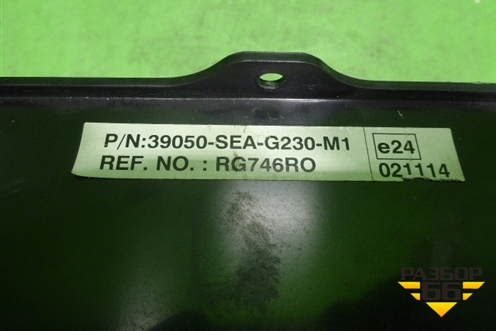 P/N:39050-SEA-G230-M1
REF. NO. : RG746RO
e24
021114
РАЗБОР
66